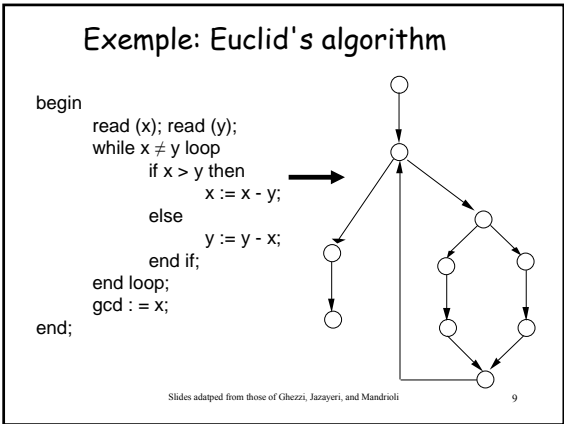 Exemple: Euclid's algorithm
begin
read (x); read (y);
while x ≠ y loop
if x > y then
x := x - y;
else
y := y - x;
end if;
end loop;
gcd : = x;
end;
Slides adatped from those of Ghezzi, Jazayeri, and Mandrioli
9